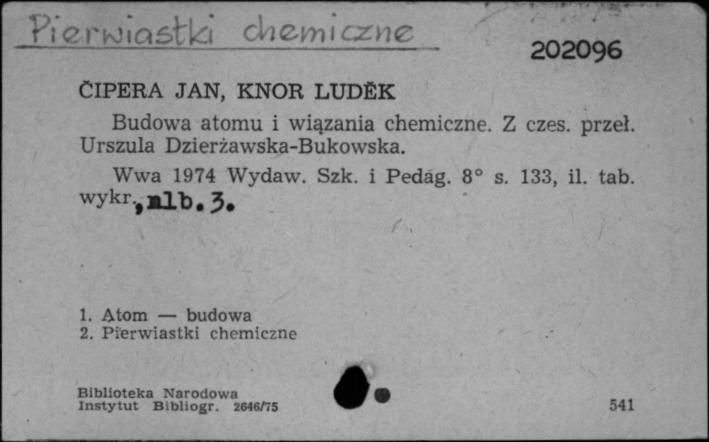 Pierwiastki chemiczne
202096
ČIPERA JAN, KNOR LUDĚK
Budowa atomu i wiązania chemiczne. Z czes. przeł.
Urszula Dzierżawska-Bukowska.
Wwa 1974 Wydaw. Szk. i Pedag. 8° s. 133, il. tab.
wykr., nlb. 3.
1. Atom — budowa
2. Pierwiastki chemiczne
Biblioteka Narodowa
Instytut Bibliogr. 2646/75
541